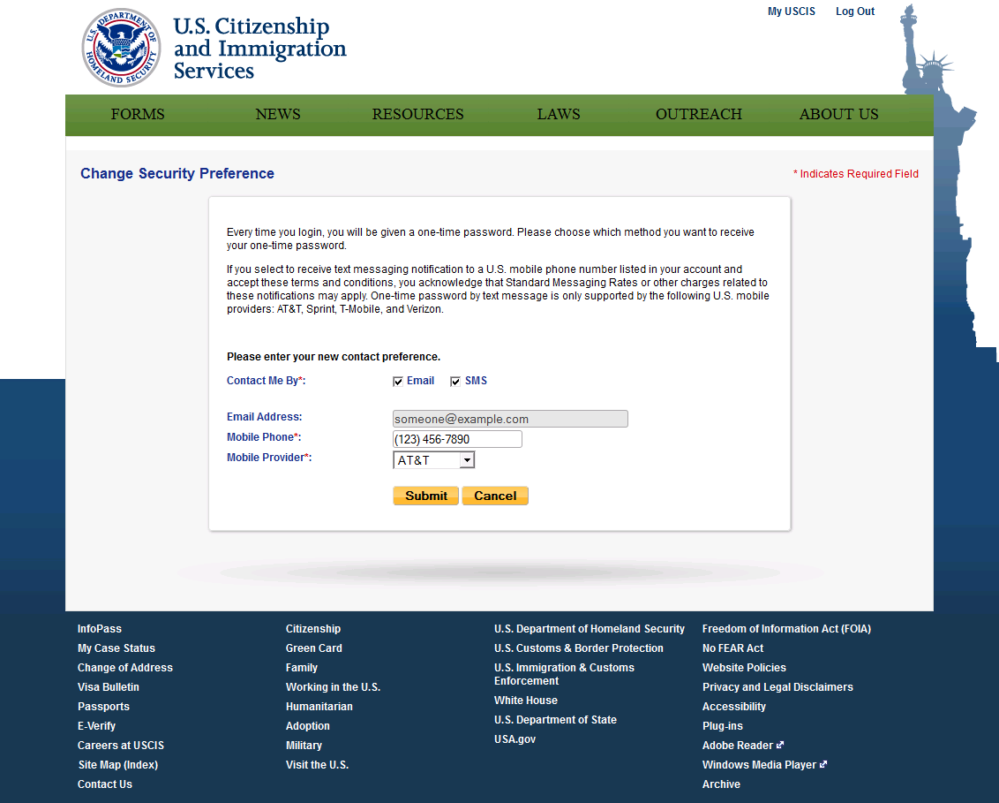 U.S. DEPARTMENT OF HOMELAND SECURITY
U.S. Citizenship
and Immigration
Services
My USCIS Log Out
FORMS NEWS RESOURCES LAWS OUTREACH ABOUT US
Change Security Preference
* Indicates Required Field
Every time you login, you will be given a one-time password. Please choose which method you want to receive
your one-time password.
If you select to receive text messaging notification to a U.S. mobile phone number listed in your account and
accept these terms and conditions, you acknowledge that Standard Messaging Rates or other charges related to
these notifications may apply. One-time password by text message is only supported by the following U.S. mobile
providers: AT&T, Sprint, T-Mobile, and Verizon.
Please enter your new contact preference.
Contact Me By*: Email SMS
Email Address: someone@example.com
Mobile Phone*: (123) 456-7890
Mobile Provider*: AT&T
Submit Cancel
InfoPass
My Case Status
Change of Address
Visa Bulletin
Passports
E-Verify
Careers at USCIS
Site Map (Index)
Contact Us
Citizenship
Green Card
Family
Working in the U.S.
Humanitarian
Adoption
Military
Visit the U.S.
U.S. Department of Homeland Security
U.S. Customs & Border Protection
U.S. Immigration & Customs
Enforcement
White House
U.S. Department of State
USA.gov
Freedom of Information Act (FOIA)
No FEAR Act
Website Policies
Privacy and Legal Disclaimers
Accessibility
Plug-ins
Adobe Reader
Windows Media Player
Archive